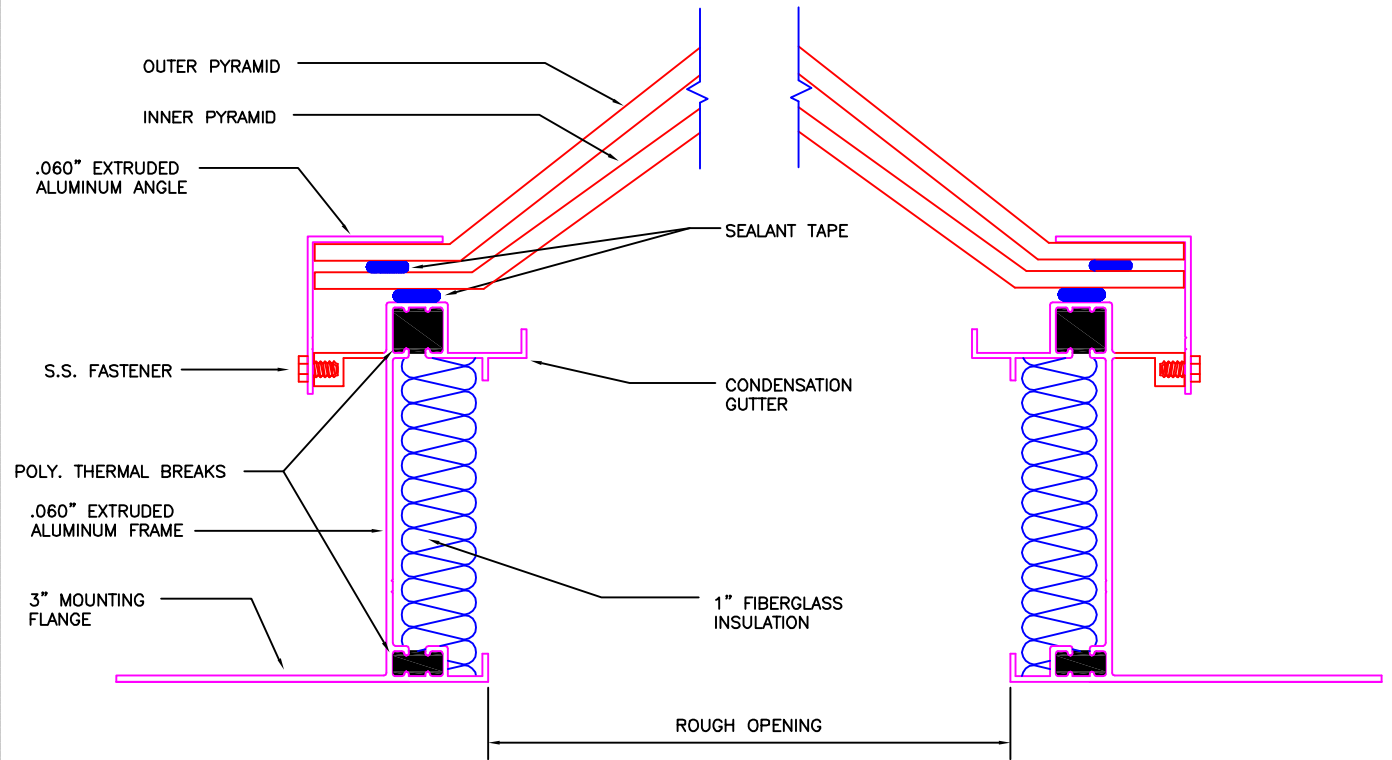 OUTER PYRAMID
INNER PYRAMID
.060” EXTRUDED
ALUMINUM ANGLE
SEALANT TAPE
S.S. FASTENER
CONDENSATION
GUTTER
POLY. THERMAL BREAKS
.060” EXTRUDED
ALUMINUM FRAME
3” MOUNTING
FLANGE
1” FIBERGLASS
INSULATION
ROUGH OPENING